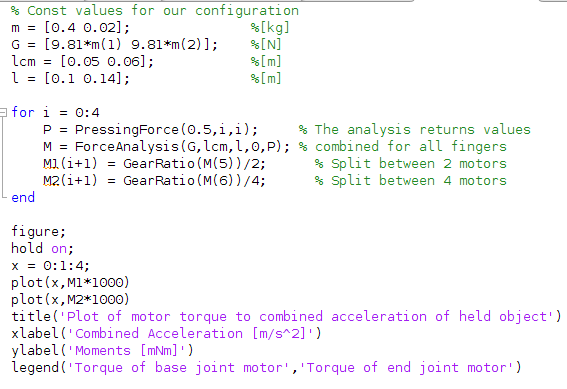 % Const values for our configuration
m = [0.4 0.02]; %[kg]
G = [9.81*m(1) 9.81*m(2)]; %[N]
lcm = [0.05 0.06]; %[m]
l = [0.1 0.14]; %[m]
for i = 0:4
P = PressingForce(0.5,i,i); % The analysis returns values
M = ForceAnalysis(G,lcm,l,0,P); % combined for all fingers
M1(i+1) = GearRatio(M(5))/2; % Split between 2 motors
M2(i+1) = GearRatio(M(6))/4; % Split between 4 motors
end
figure;
hold on;
x = 0:1:4;
plot(x,M1*1000)
plot(x,M2*1000)
title('Plot of motor torque to combined acceleration of held object')
xlabel('Combined Acceleration [m/s^2]')
ylabel('Moments [mNm]')
legend('Torque of base joint motor','Torque of end joint motor')